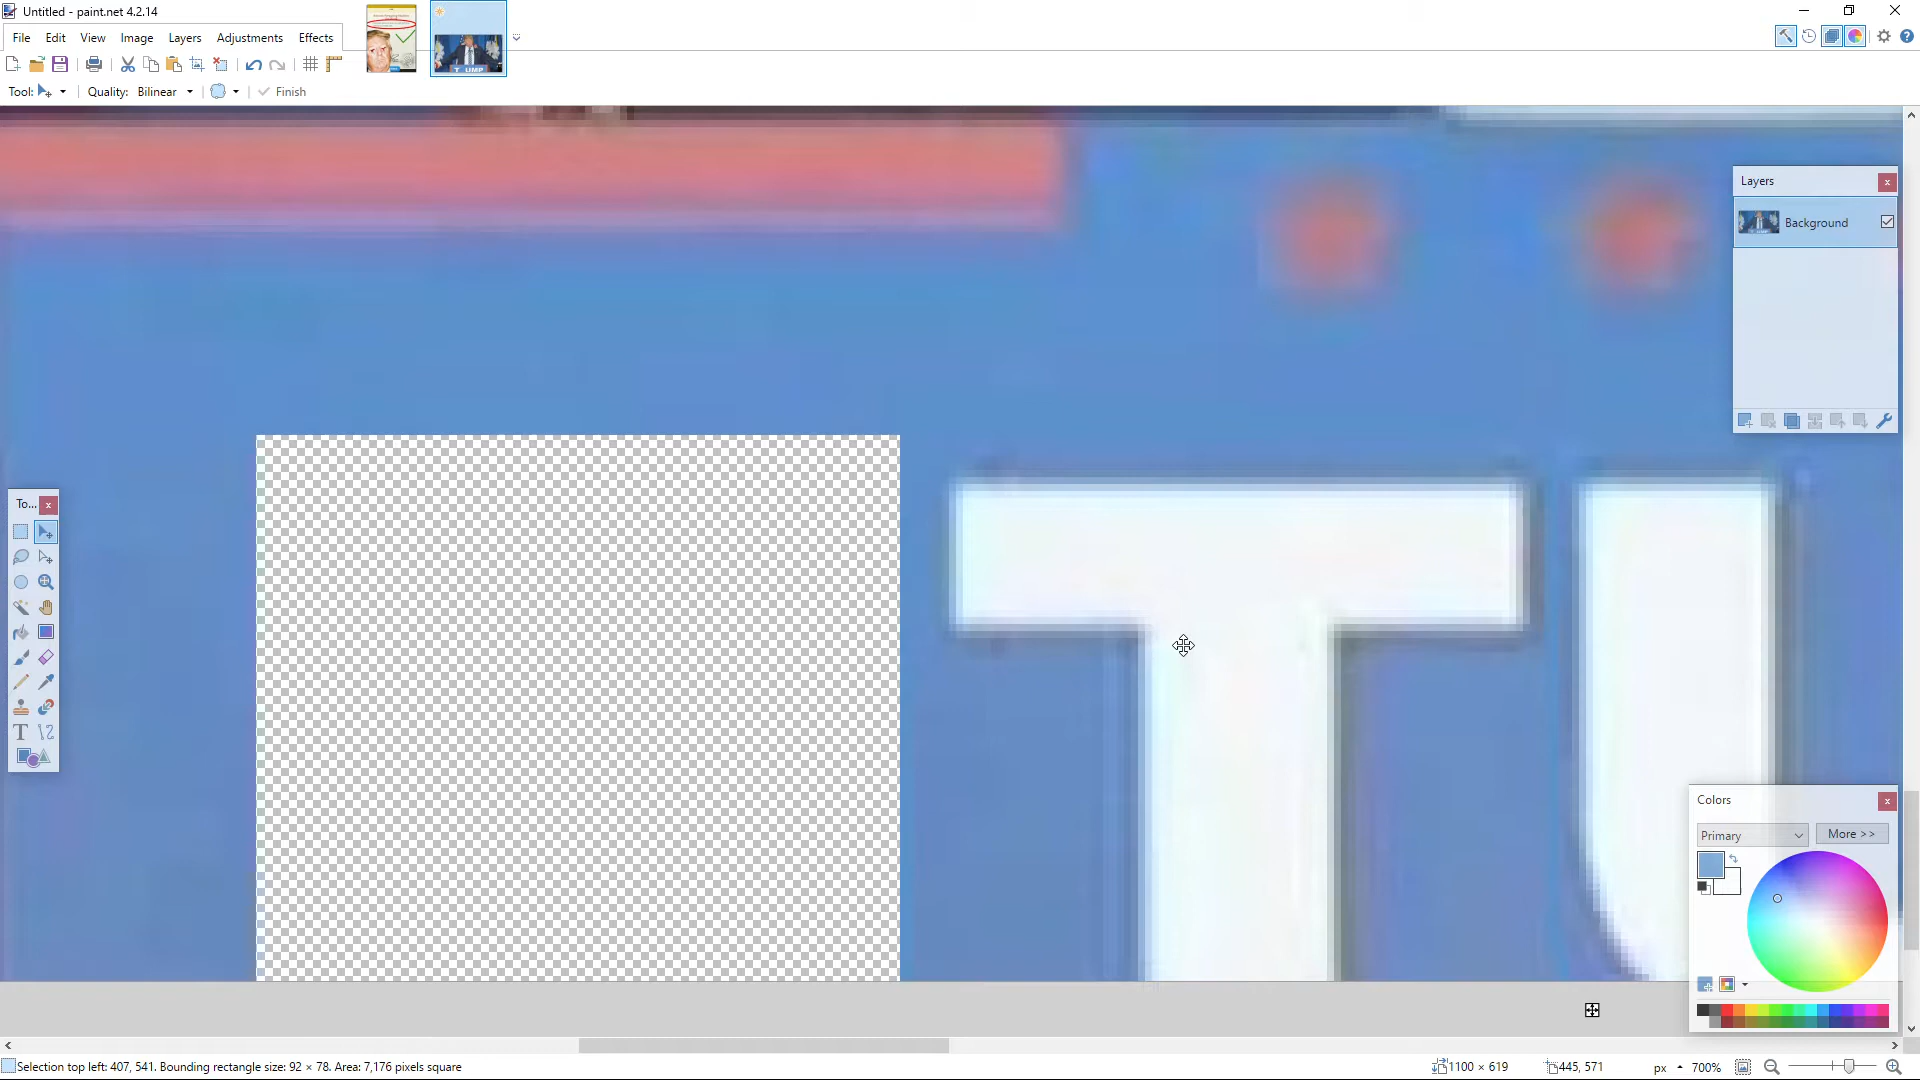 Untitled - paint.net 4.2.14
File Edit View Image Layers Adjustments Effects
T UMP
Tool: Quality: Bilinear Finish
Layers
Background
To...
TU
Colors
Primary More >>
Selection top left: 407, 541. Bounding rectangle size: 92 × 78. Area: 7,176 pixels square 1100 × 619 445, 571 px 700%